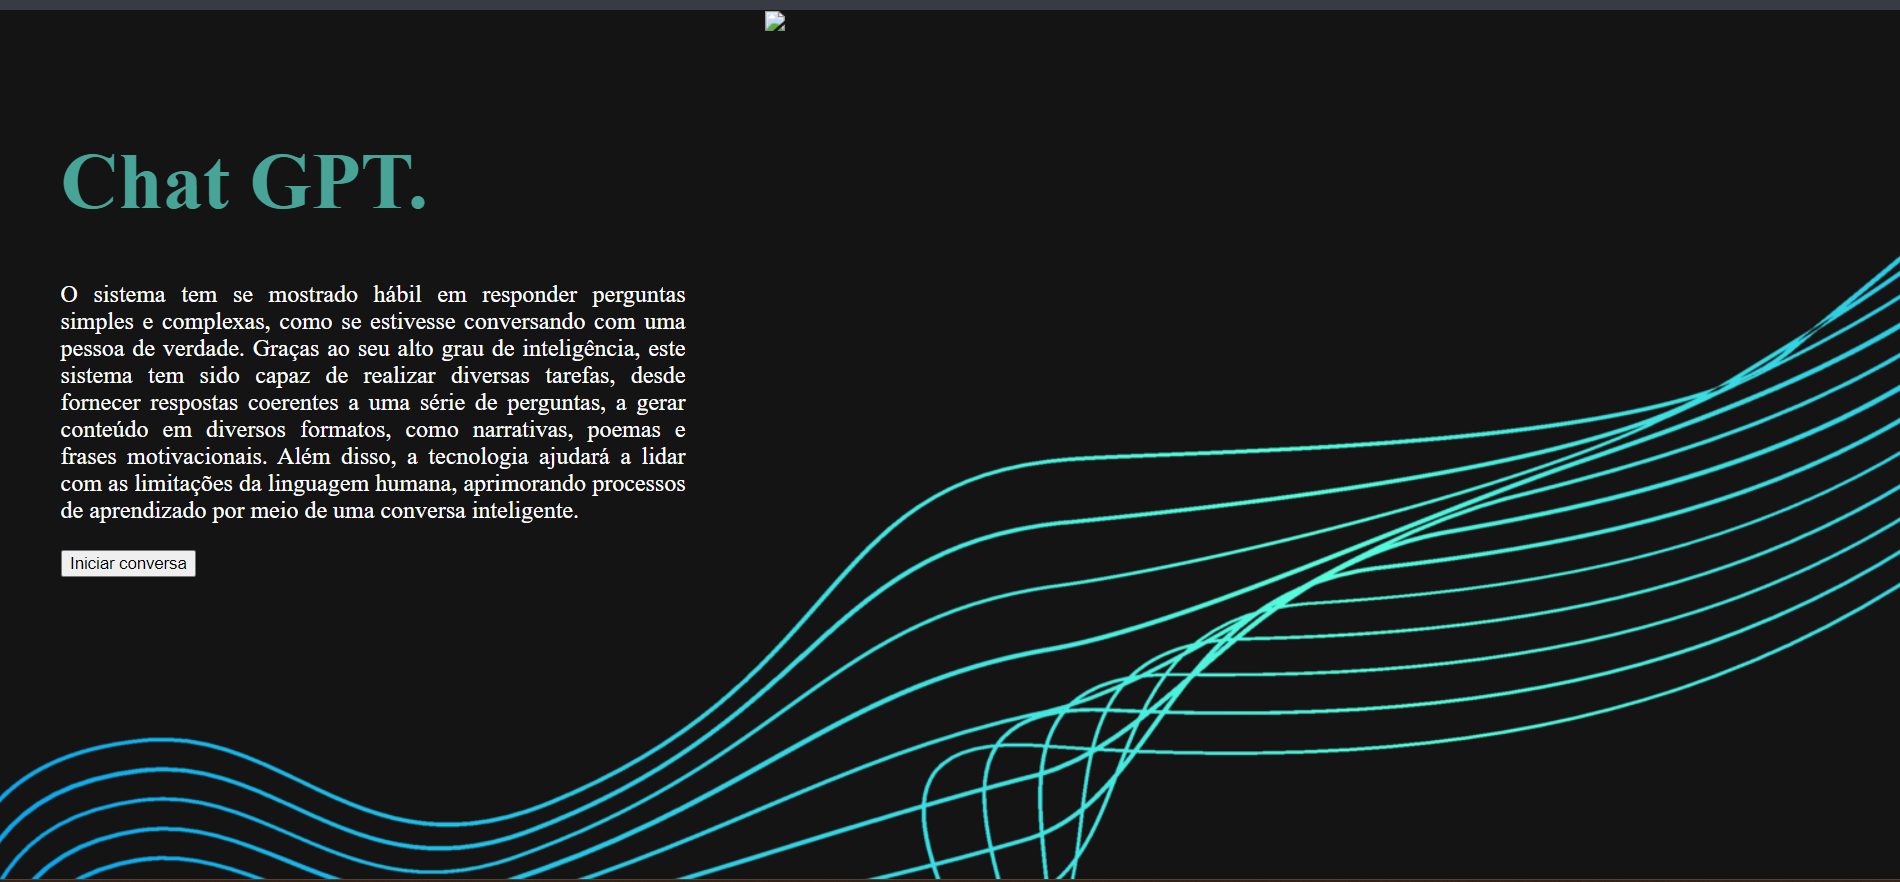 Chat GPT.
O sistema tem se mostrado hábil em responder perguntas
simples e complexas, como se estivesse conversando com uma
pessoa de verdade. Graças ao seu alto grau de inteligência, este
sistema tem sido capaz de realizar diversas tarefas, desde
fornecer respostas coerentes a uma série de perguntas, a gerar
conteúdo em diversos formatos, como narrativas, poemas e
frases motivacionais. Além disso, a tecnologia ajudará a lidar
com as limitações da linguagem humana, aprimorando processos
de aprendizado por meio de uma conversa inteligente.
Iniciar conversa